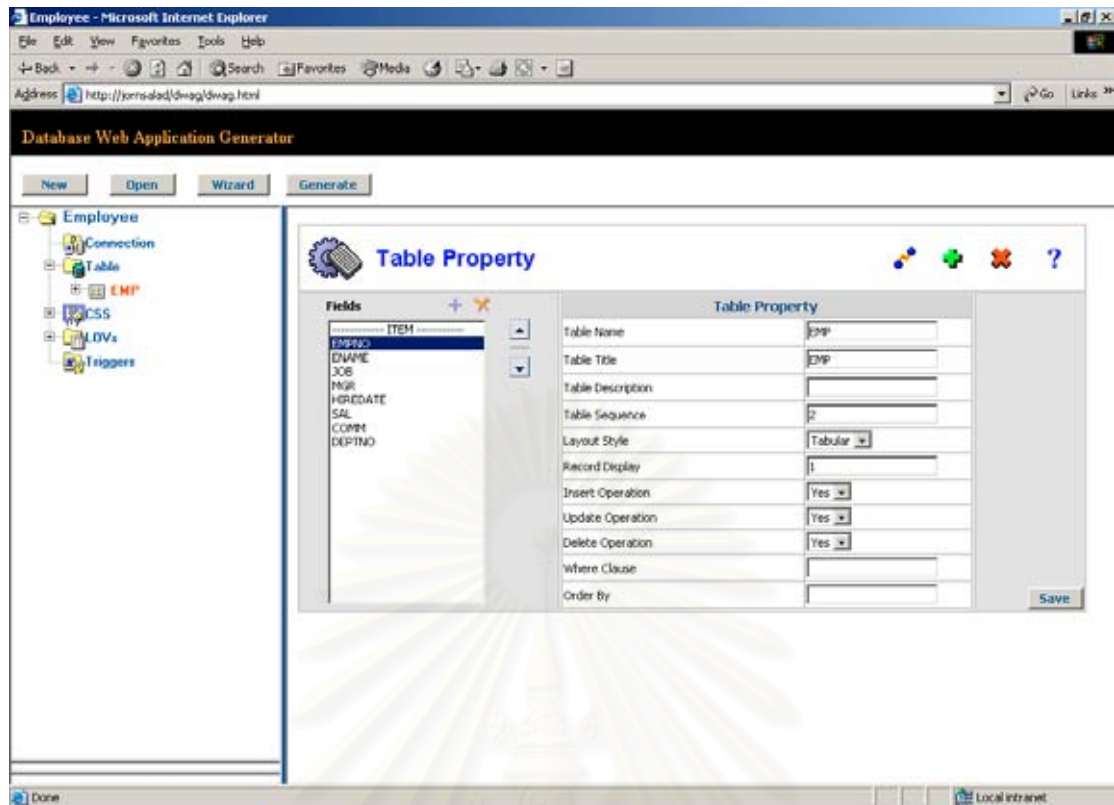 Employee - Microsoft Internet Explorer
File Edit View Favorites Tools Help
Back Search Favorites Media
Address http://jornsalad/dwag/dwag.html Go Links
Database Web Application Generator
New Open Wizard Generate
Employee
Connection
Table
EMP
CSS
LOVs
Triggers
Table Property ?
Fields
------------ ITEM ------------
EMPNO
ENAME
JOB
MGR
HIREDATE
SAL
COMM
DEPTNO
Table Property
Table Name EMP
Table Title EMP
Table Description
Table Sequence 2
Layout Style Tabular
Record Display 1
Insert Operation Yes
Update Operation Yes
Delete Operation Yes
Where Clause
Order By
Save
Done Local intranet